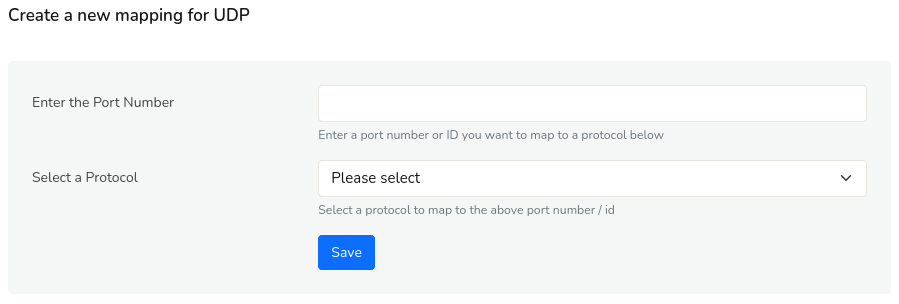 Create a new mapping for UDP
Enter the Port Number
Enter a port number or ID you want to map to a protocol below
Select a Protocol
Please select
Select a protocol to map to the above port number / id
Save